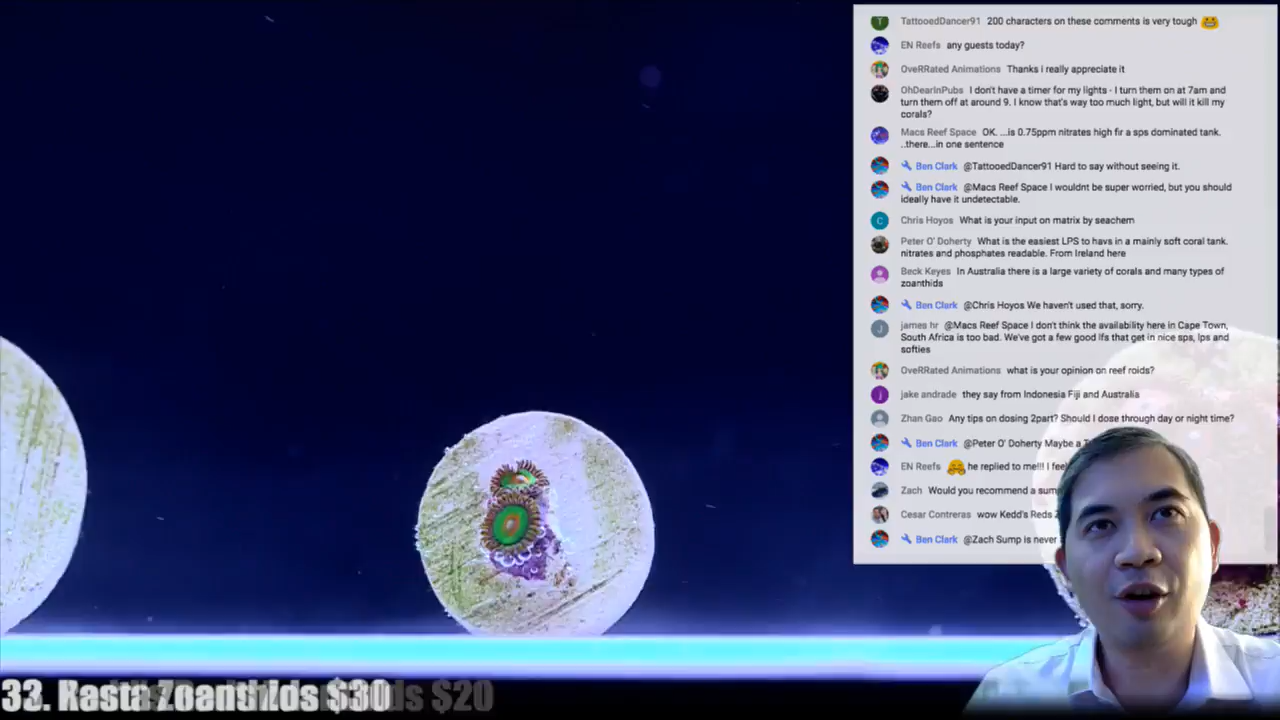 TattooedDancer91 200 characters on these comments is very tough
EN Reefs any guests today?
OveRRated Animations Thanks i really appreciate it
OhDearInPubs I don't have a timer for my lights - I turn them on at 7am and
turn them off at around 9. I know that's way too much light, but will it kill my
corals?
Macs Reef Space OK. ...is 0.75ppm nitrates high fir a sps dominated tank.
..there...in one sentence
Ben Clark @TattooedDancer91 Hard to say without seeing it.
Ben Clark @Macs Reef Space I wouldnt be super worried, but you should
ideally have it undetectable.
Chris Hoyos What is your input on matrix by seachem
Peter O' Doherty What is the easiest LPS to havs in a mainly soft coral tank.
nitrates and phosphates readable. From Ireland here
Beck Keyes In Australia there is a large variety of corals and many types of
zoanthids
Ben Clark @Chris Hoyos We haven't used that, sorry.
james hr @Macs Reef Space I don't think the availability here in Cape Town,
South Africa is too bad. We've got a few good lfs that get in nice sps, lps and
softies
OveRRated Animations what is your opinion on reef roids?
jake andrade they say from Indonesia Fiji and Australia
Zhan Gao Any tips on dosing 2part? Should I dose through day or night time?
Ben Clark @Peter O' Doherty Maybe a
EN Reefs he replied to me!!! I feel
Zach Would you recommend a sump
Cesar Contreras wow Kedd's Reds
Ben Clark @Zach Sump is never
33. Rasta Zoanthids $30
$20